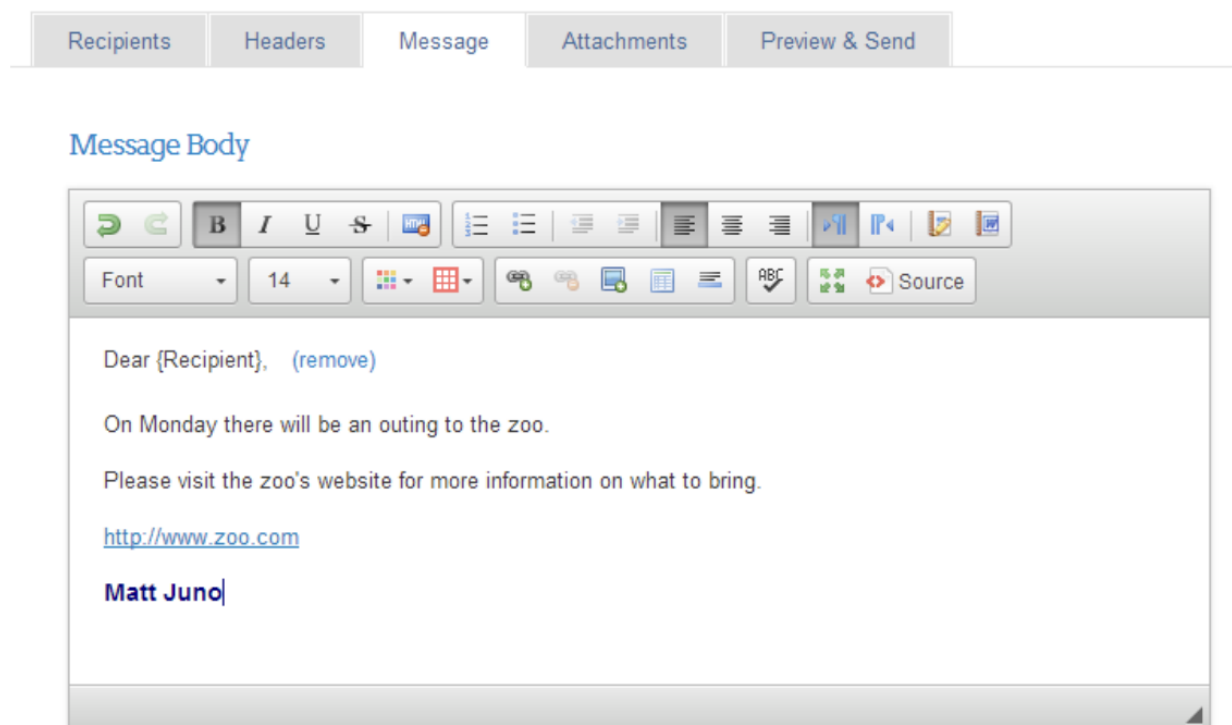 Recipients Headers Message Attachments Preview & Send
Message Body
B I U S HTML
Font 14 ABC Source
Dear {Recipient}, (remove)
On Monday there will be an outing to the zoo.
Please visit the zoo's website for more information on what to bring.
http://www.zoo.com
Matt Juno